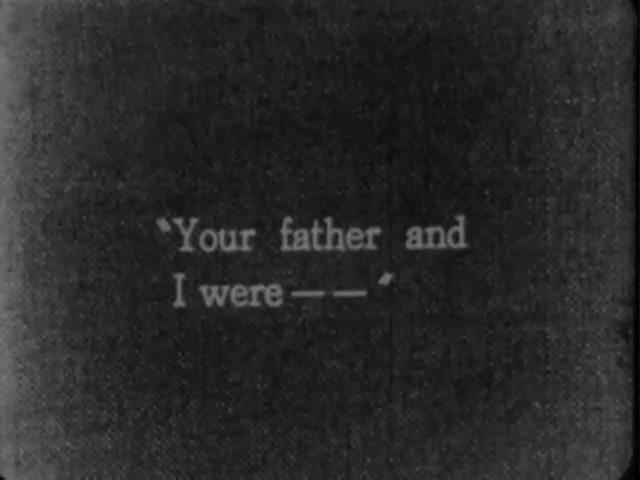 "Your father and
I were — — "